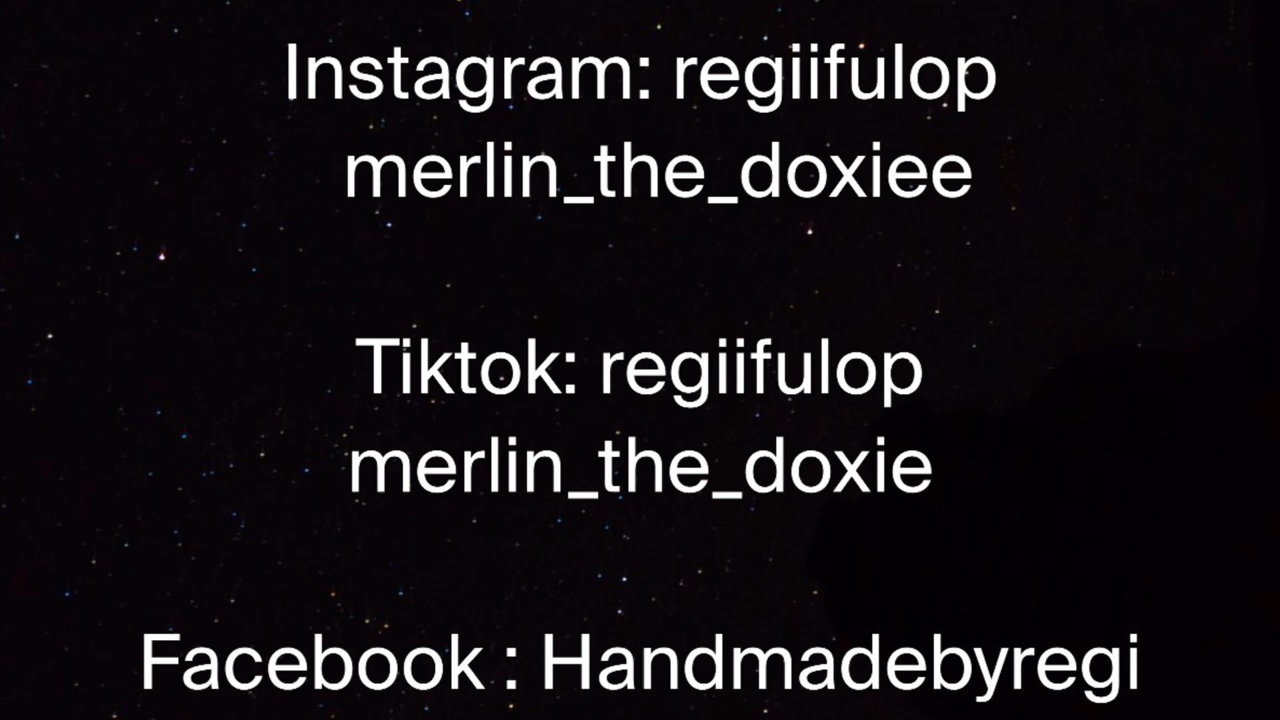 Instagram: regiifulop
merlin_the_doxiee
Tiktok: regiifulop
merlin_the_doxie
Facebook : Handmadebyregi